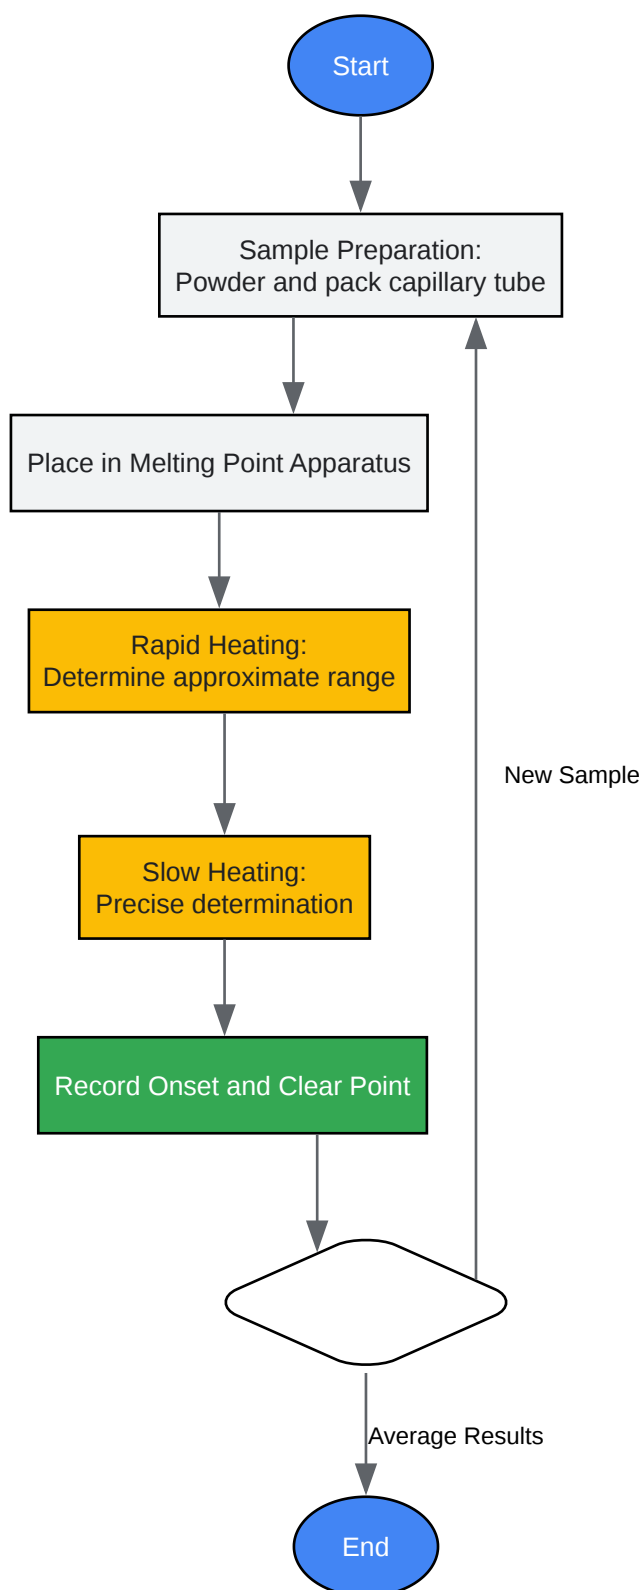 Start
Sample Preparation:
Powder and pack capillary tube
Place in Melting Point Apparatus
Rapid Heating:
Determine approximate range
New Sample
Slow Heating:
Precise determination
Record Onset and Clear Point
Average Results
End